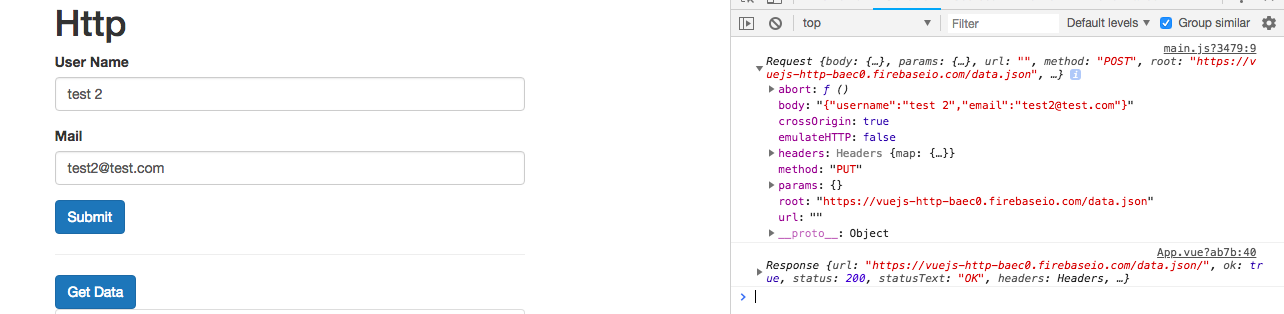 Http
User Name
test 2
Mail
test2@test.com
Submit
Get Data
top
Filter
Default levels
Group similar
main.js?3479:9
Request {body: {…}, params: {…}, url: "", method: "POST", root: "https://v
uejs-http-baec0.firebaseio.com/data.json", …}
abort: ƒ ()
body: "{"username":"test 2","email":"test2@test.com"}"
crossOrigin: true
emulateHTTP: false
headers: Headers {map: {…}}
method: "PUT"
params: {}
root: "https://vuejs-http-baec0.firebaseio.com/data.json"
url: ""
__proto__: Object
App.vue?ab7b:40
Response {url: "https://vuejs-http-baec0.firebaseio.com/data.json/", ok: tr
ue, status: 200, statusText: "OK", headers: Headers, …}